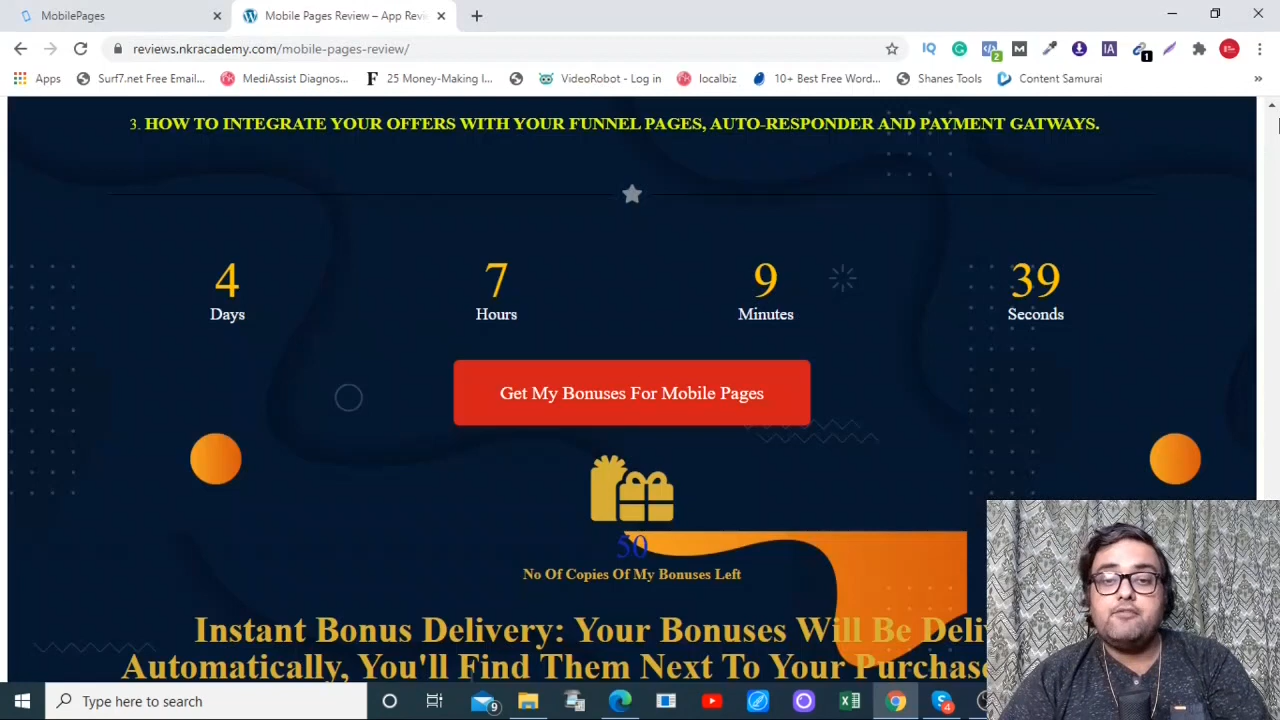 MobilePages
Mobile Pages Review – App Revi
reviews.nkracademy.com/mobile-pages-review/
Apps
Surf7.net Free Email...
MediAssist Diagnos...
25 Money-Making I...
VideoRobot - Log in
localbiz
10+ Best Free Word...
Shanes Tools
Content Samurai
3. HOW TO INTEGRATE YOUR OFFERS WITH YOUR FUNNEL PAGES, AUTO-RESPONDER AND PAYMENT GATWAYS.
4 7 9 39
Days Hours Minutes Seconds
Get My Bonuses For Mobile Pages
50
No Of Copies Of My Bonuses Left
Instant Bonus Delivery: Your Bonuses Will Be Deli
Automatically, You'll Find Them Next To Your Purchase
Type here to search